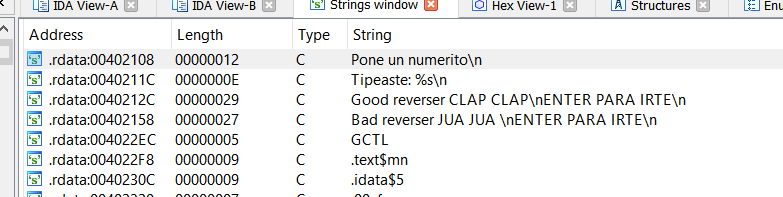 IDA View-A IDA View-B Strings window Hex View-1 Structures Enu
Address Length Type String
.rdata:00402108 00000012 C Pone un numerito\n
.rdata:0040211C 0000000E C Tipeaste: %s\n
.rdata:0040212C 00000029 C Good reverser CLAP CLAP\nENTER PARA IRTE\n
.rdata:00402158 00000027 C Bad reverser JUA JUA \nENTER PARA IRTE\n
.rdata:004022EC 00000005 C GCTL
.rdata:004022F8 00000009 C .text$mn
.rdata:0040230C 00000009 C .idata$5